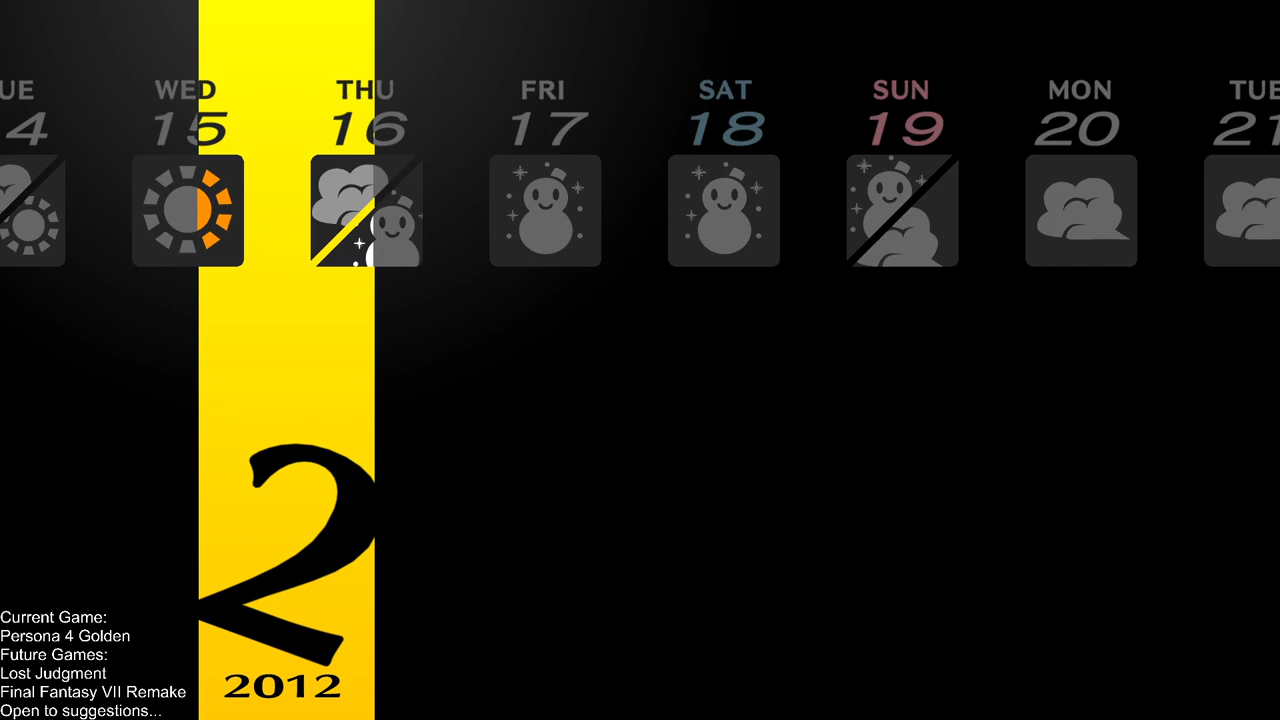 UE WED THU FRI SAT SUN MON TUE
4 15 16 17 18 19 20 21
2
2012
Current Game:
Persona 4 Golden
Future Games:
Lost Judgment
Final Fantasy VII Remake
Open to suggestions...